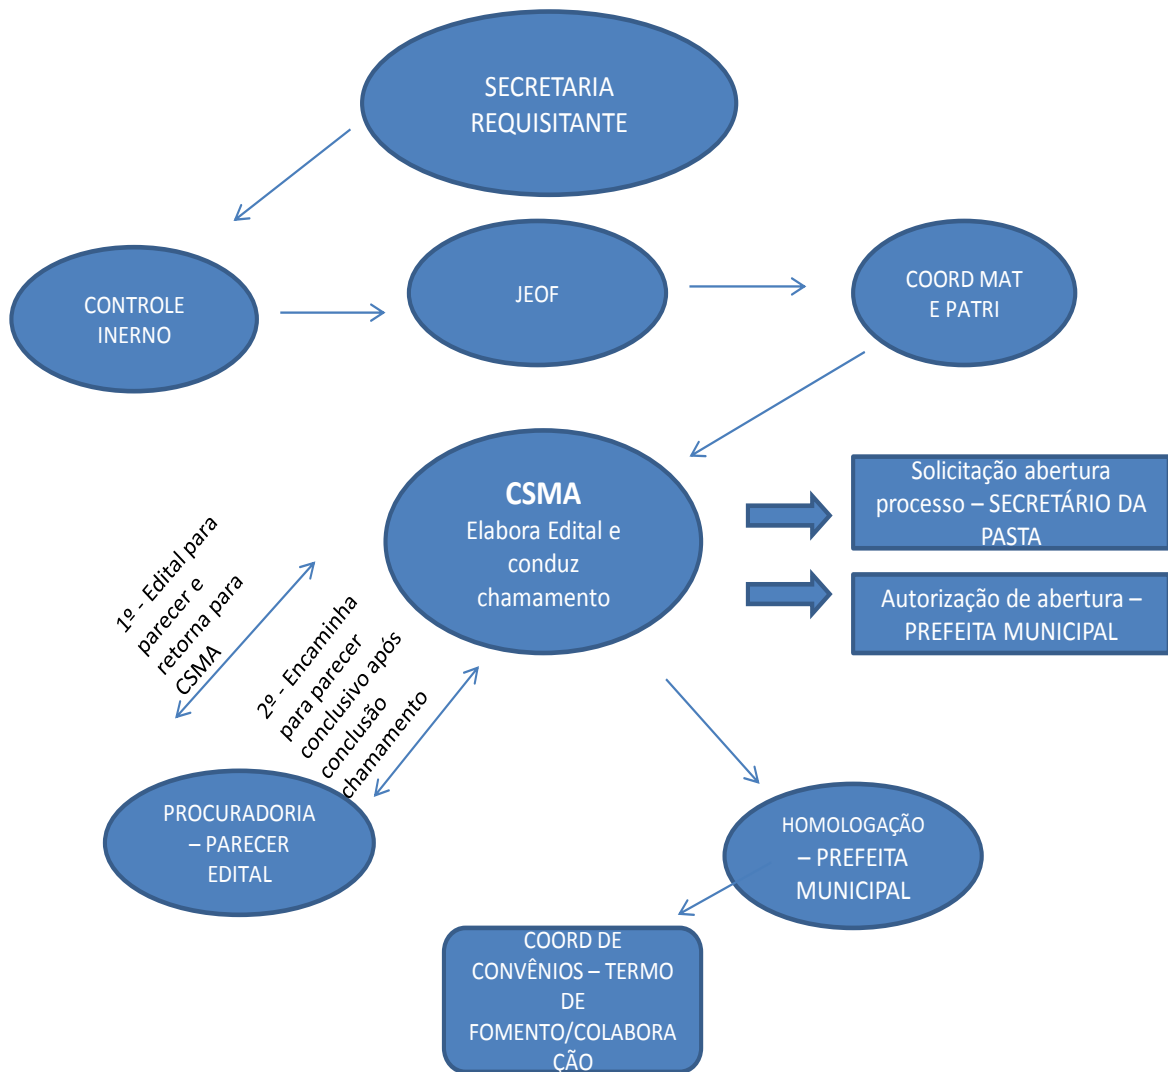 SECRETARIA
REQUISITANTE
CONTROLE
INERNO
JEOF
COORD MAT
E PATRI
CSMA
Elabora Edital e
conduz
chamamento
Solicitação abertura
processo – SECRETÁRIO DA
PASTA
Autorização de abertura –
PREFEITA MUNICIPAL
1º - Edital para
parecer e
retorna para
CSMA
2º - Encaminha
para parecer
conclusivo após
conclusão
chamamento
PROCURADORIA
– PARECER
EDITAL
HOMOLOGAÇÃO
– PREFEITA
MUNICIPAL
COORD DE
CONVÊNIOS – TERMO
DE
FOMENTO/COLABORA
ÇÃO